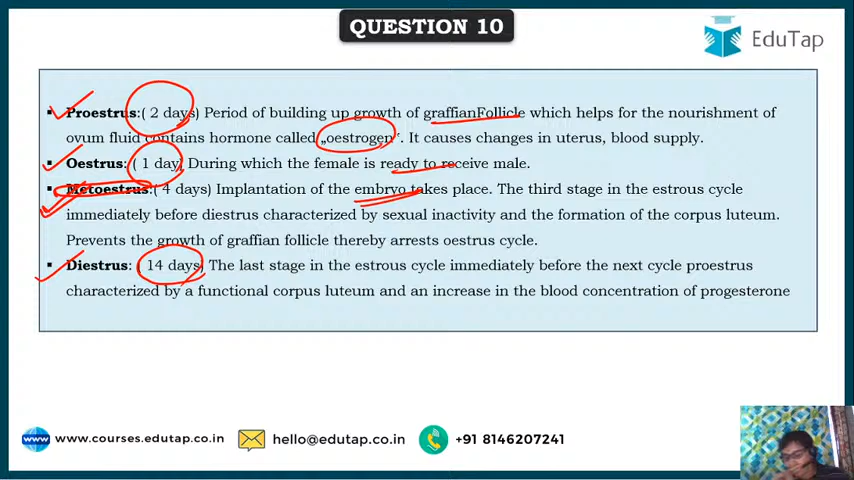 QUESTION 10
EduTap
▪ Proestrus:( 2 days) Period of building up growth of graffianFollicle which helps for the nourishment of
ovum fluid contains hormone called „oestrogen‟. It causes changes in uterus, blood supply.
▪ Oestrus: ( 1 day) During which the female is ready to receive male.
▪ Metoestrus:( 4 days) Implantation of the embryo takes place. The third stage in the estrous cycle
immediately before diestrus characterized by sexual inactivity and the formation of the corpus luteum.
Prevents the growth of graffian follicle thereby arrests oestrus cycle.
▪ Diestrus: ( 14 days) The last stage in the estrous cycle immediately before the next cycle proestrus
characterized by a functional corpus luteum and an increase in the blood concentration of progesterone
www.courses.edutap.co.in hello@edutap.co.in +91 8146207241